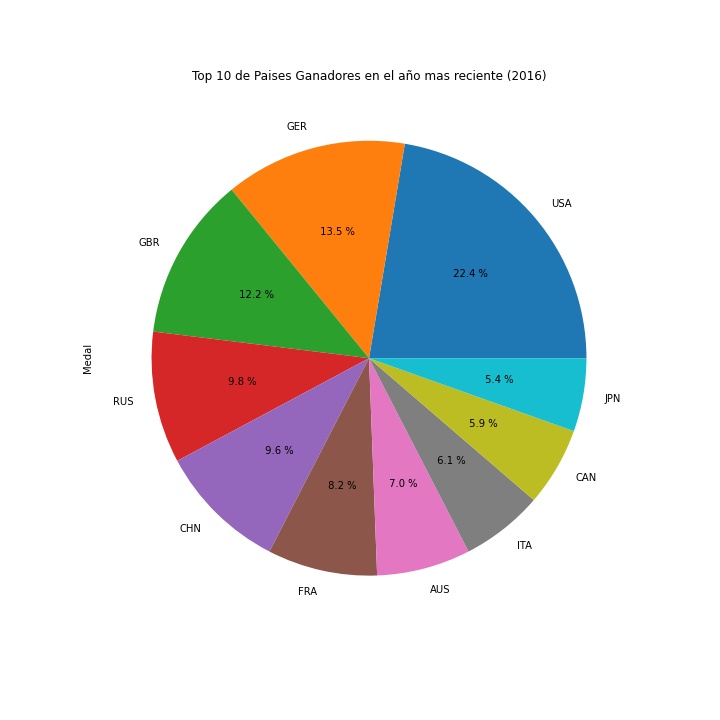 Top 10 de Paises Ganadores en el año mas reciente (2016)
GER
USA
13.5 %
GBR
22.4 %
12.2 %
Medal
RUS
9.8 %
5.4 %
JPN
5.9 %
CAN
9.6 %
6.1 %
8.2 %
7.0 %
CHN
ITA
FRA
AUS